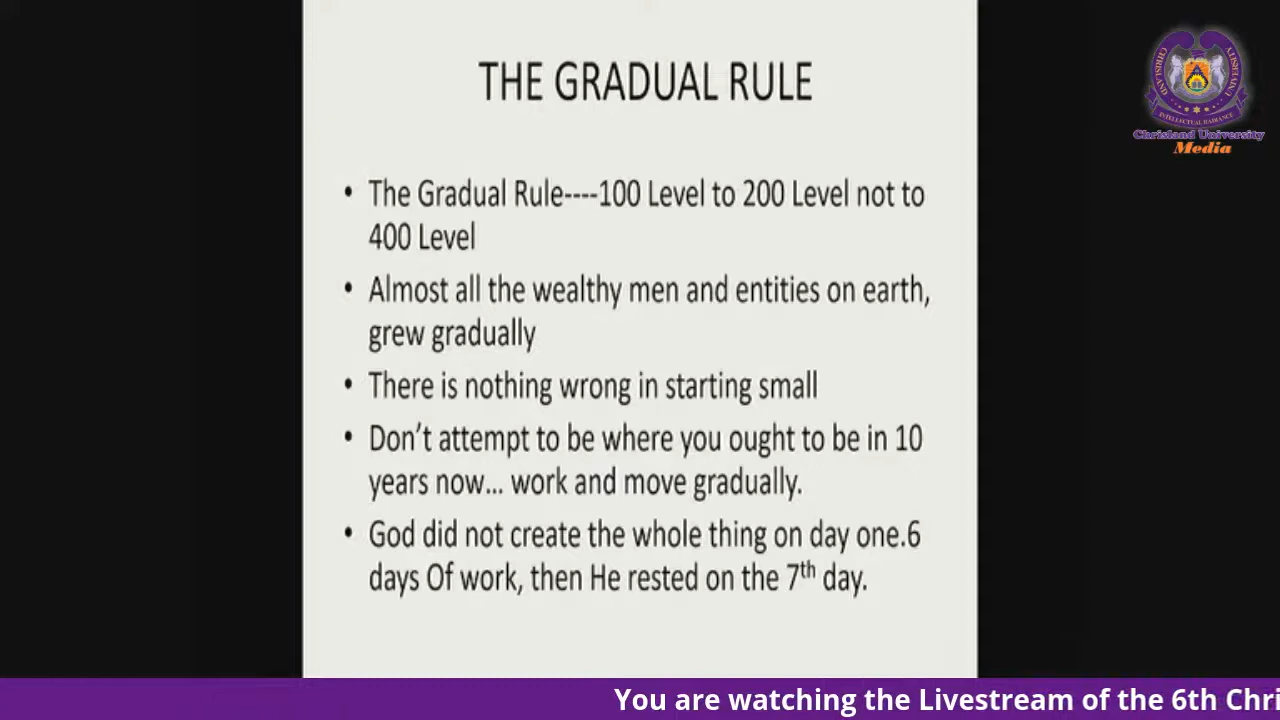 THE GRADUAL RULE
• The Gradual Rule----100 Level to 200 Level not to
400 Level
• Almost all the wealthy men and entities on earth,
grew gradually
• There is nothing wrong in starting small
• Don’t attempt to be where you ought to be in 10
years now... work and move gradually.
• God did not create the whole thing on day one.6
days Of work, then He rested on the 7th day.
CHRISLAND UNIVERSITY
INTELLECTUAL RADIANCE
Chrisland University
Media
You are watching the Livestream of the 6th Chri